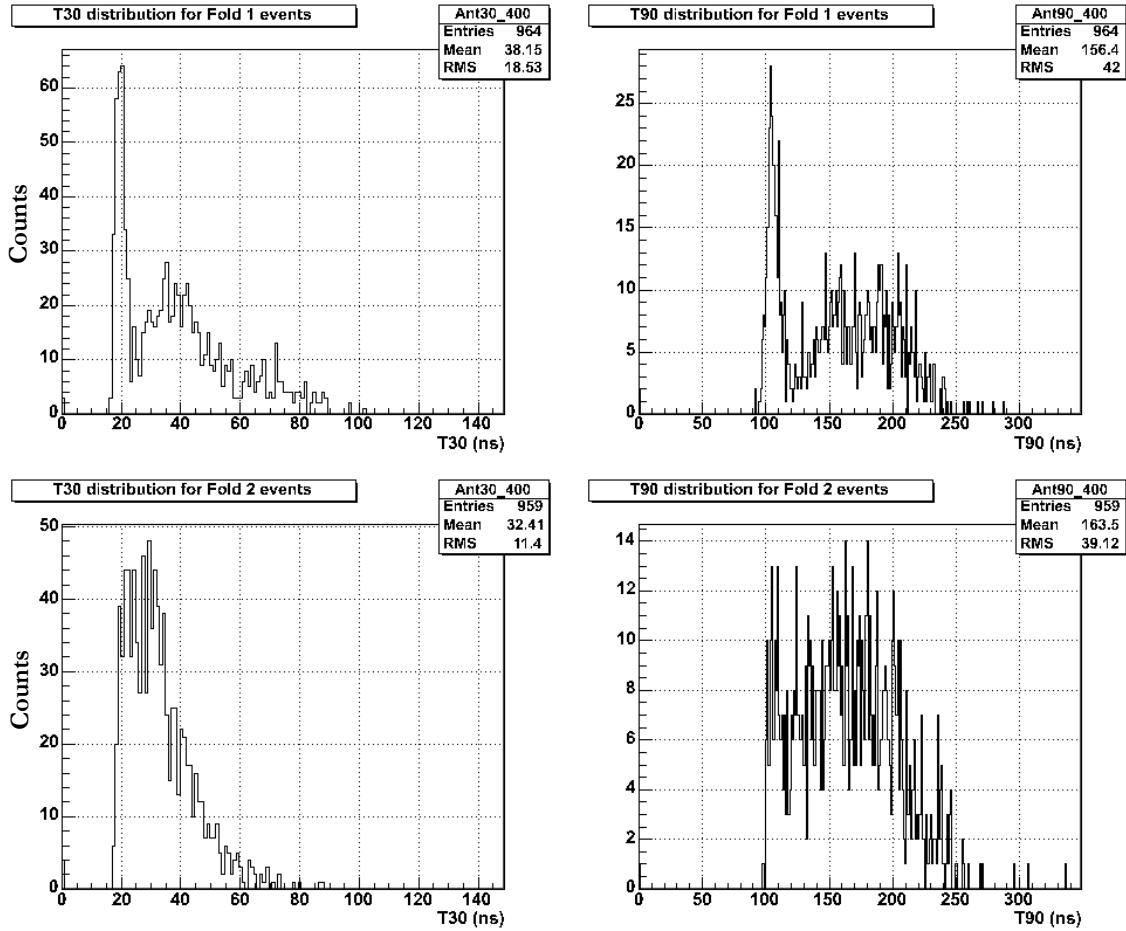 T30 distribution for Fold 1 events
Ant30_400
Entries 964
Mean 38.15
RMS 18.53
Counts
60
50
40
30
20
10
0
0 20 40 60 80 100 120 140
T30 (ns)
T90 distribution for Fold 1 events
Ant90_400
Entries 964
Mean 156.4
RMS 42
25
20
15
10
5
0
0 50 100 150 200 250 300
T90 (ns)
T30 distribution for Fold 2 events
Ant30_400
Entries 959
Mean 32.41
RMS 11.4
Counts
50
40
30
20
10
0
0 20 40 60 80 100 120 140
T30 (ns)
T90 distribution for Fold 2 events
Ant90_400
Entries 959
Mean 163.5
RMS 39.12
14
12
10
8
6
4
2
0
0 50 100 150 200 250 300
T90 (ns)